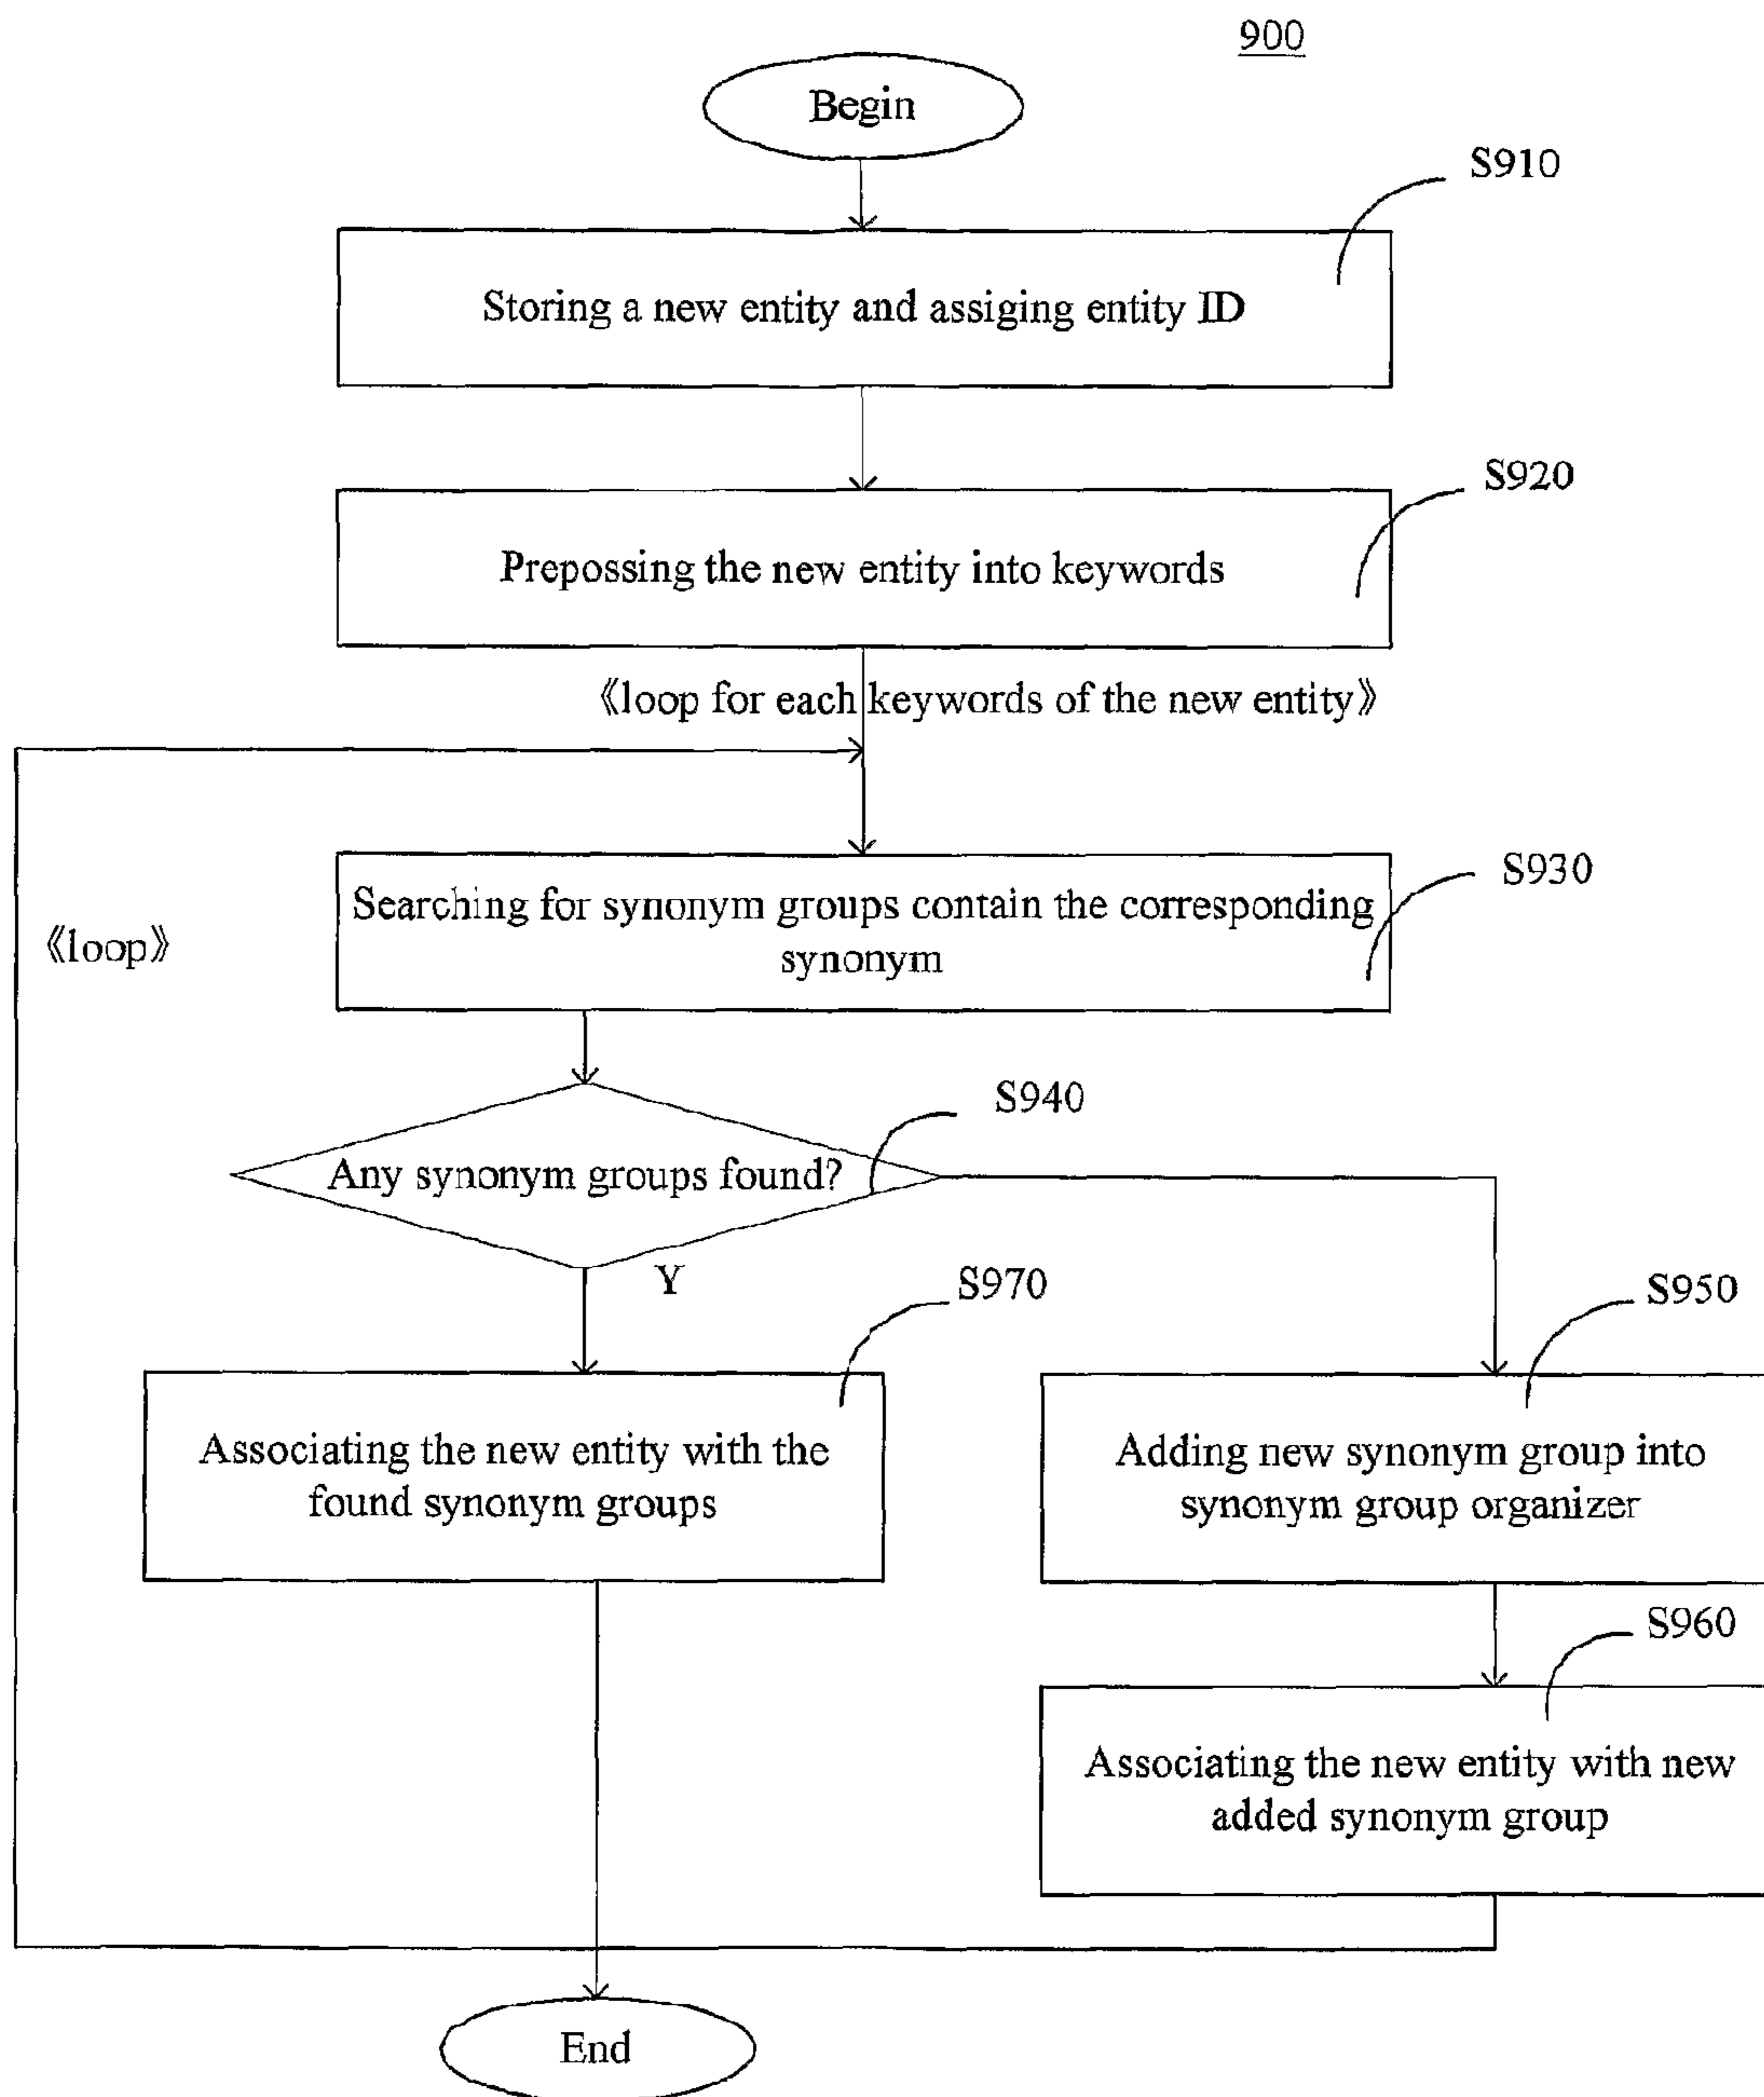 900
Begin
S910
Storing a new entity and assiging entity ID
S920
Prepossing the new entity into keywords
《loop for each keywords of the new entity》
S930
Searching for synonym groups contain the corresponding
synonym
《loop》
S940
Any synonym groups found?
Y
S970
S950
Associating the new entity with the
found synonym groups
Adding new synonym group into
synonym group organizer
S960
Associating the new entity with new
added synonym group
End